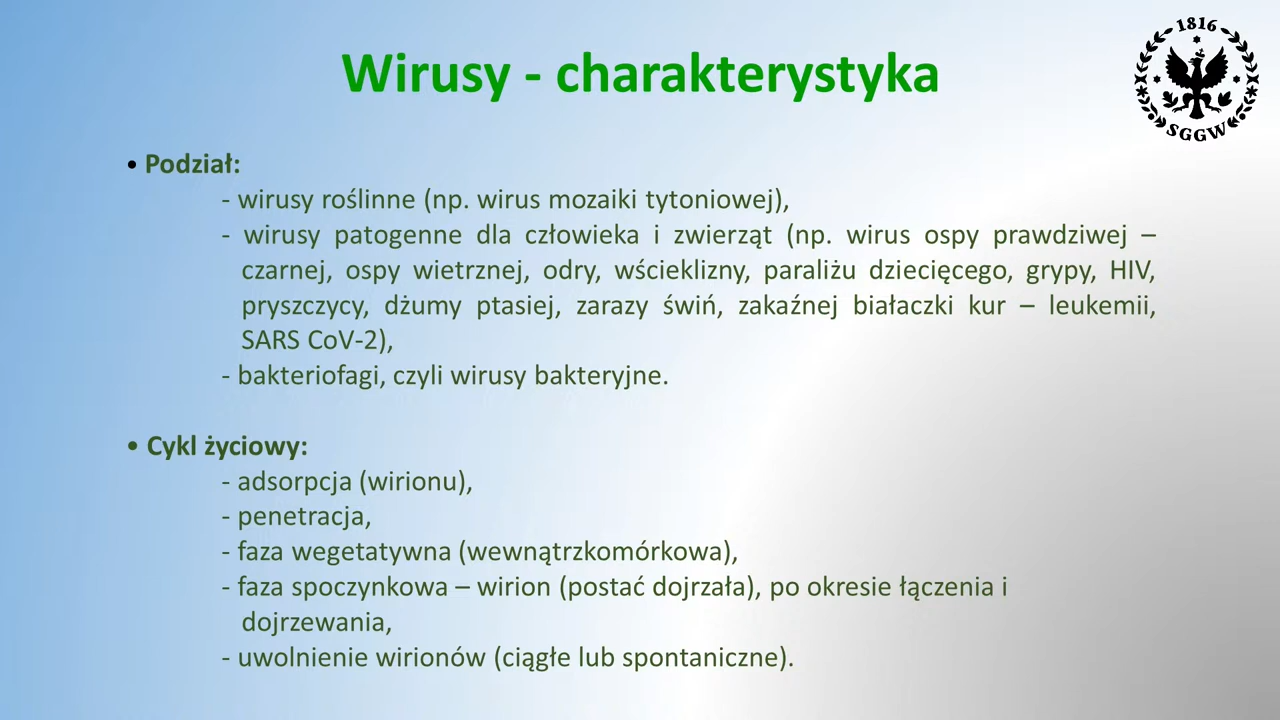 Wirusy - charakterystyka
1816
SGGW
• Podział:
- wirusy roślinne (np. wirus mozaiki tytoniowej),
- wirusy patogenne dla człowieka i zwierząt (np. wirus ospy prawdziwej –
czarnej, ospy wietrznej, odry, wścieklizny, paraliżu dziecięcego, grypy, HIV,
pryszczycy, dżumy ptasiej, zarazy świń, zakaźnej białaczki kur – leukemii,
SARS CoV-2),
- bakteriofagi, czyli wirusy bakteryjne.
• Cykl życiowy:
- adsorpcja (wirionu),
- penetracja,
- faza wegetatywna (wewnątrzkomórkowa),
- faza spoczynkowa – wirion (postać dojrzała), po okresie łączenia i
dojrzewania,
- uwolnienie wirionów (ciągłe lub spontaniczne).